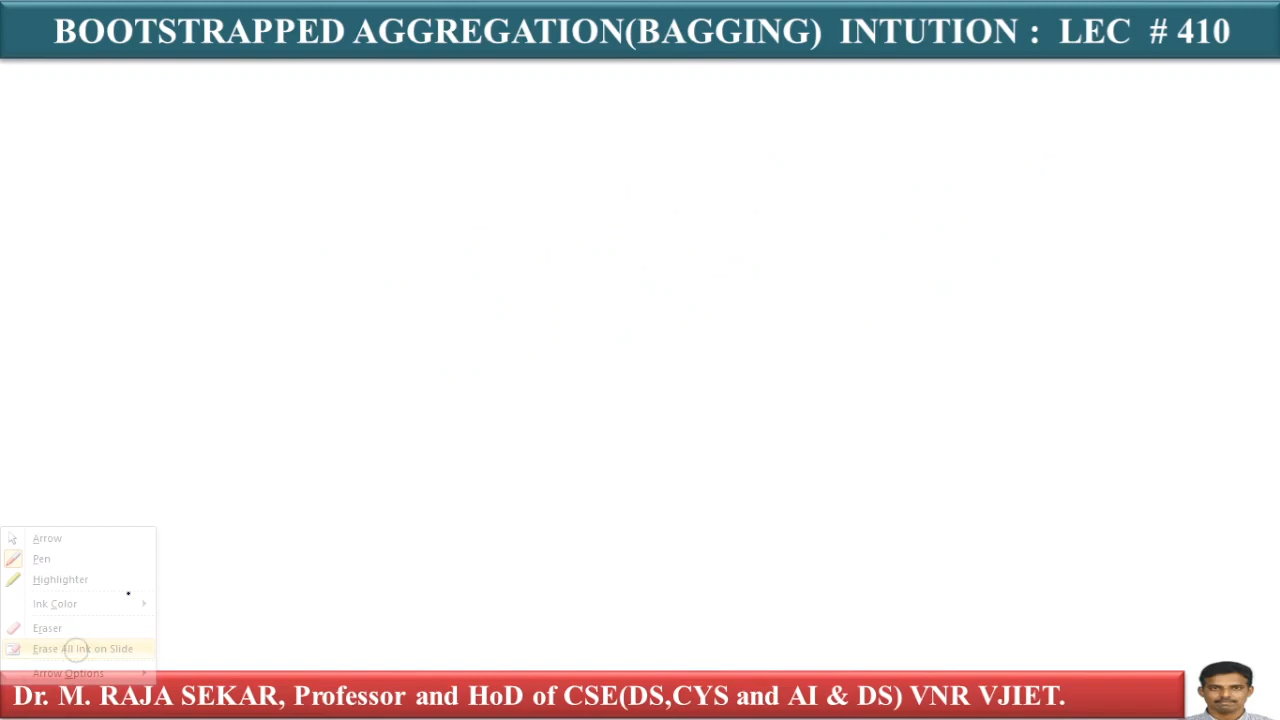 BOOTSTRAPPED AGGREGATION(BAGGING) INTUTION : LEC # 410
Arrow
Pen
Highlighter
Ink Color
Eraser
Erase All Ink on Slide
Arrow Options
Dr. M. RAJA SEKAR, Professor and HoD of CSE(DS,CYS and AI & DS) VNR VJIET.